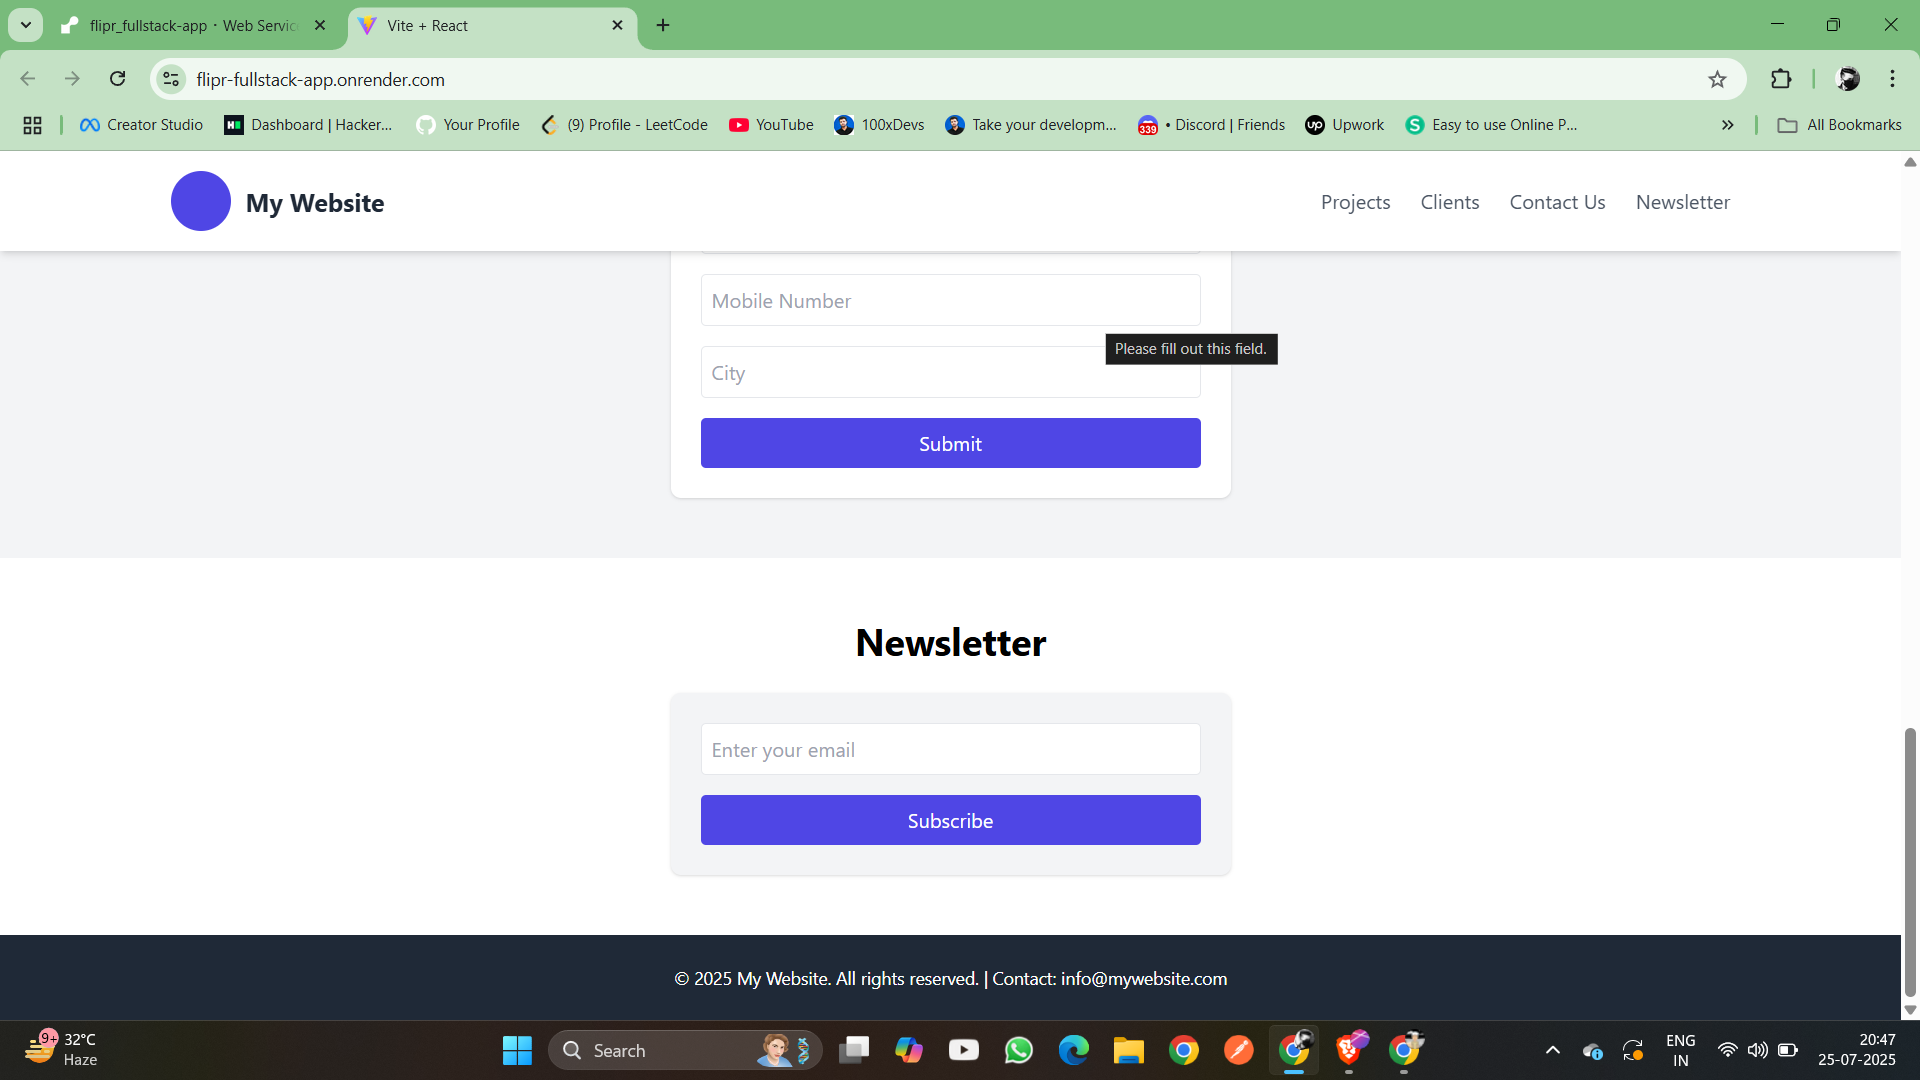 flipr_fullstack-app · Web Servic
Vite + React
flipr-fullstack-app.onrender.com
Creator Studio
Dashboard | Hacker...
Your Profile
(9) Profile - LeetCode
YouTube
100xDevs
Take your developm...
339
• Discord | Friends
up
Upwork
S
Easy to use Online P...
All Bookmarks
My Website
Projects
Clients
Contact Us
Newsletter
Mobile Number
Please fill out this field.
City
Submit
Newsletter
Enter your email
Subscribe
© 2025 My Website. All rights reserved. | Contact: info@mywebsite.com
9+
32°C
Haze
Search
ENG
IN
20:47
25-07-2025